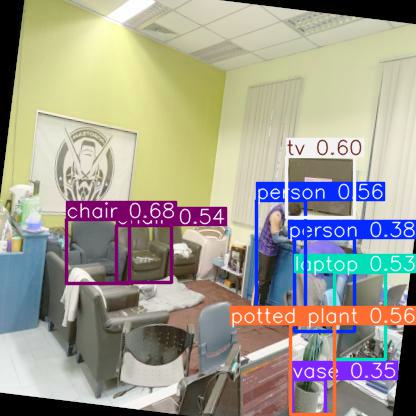 tv 0.60
person 0.56
chair 0.68
chair 0.54
person 0.38
laptop 0.53
potted plant 0.56
vase 0.35